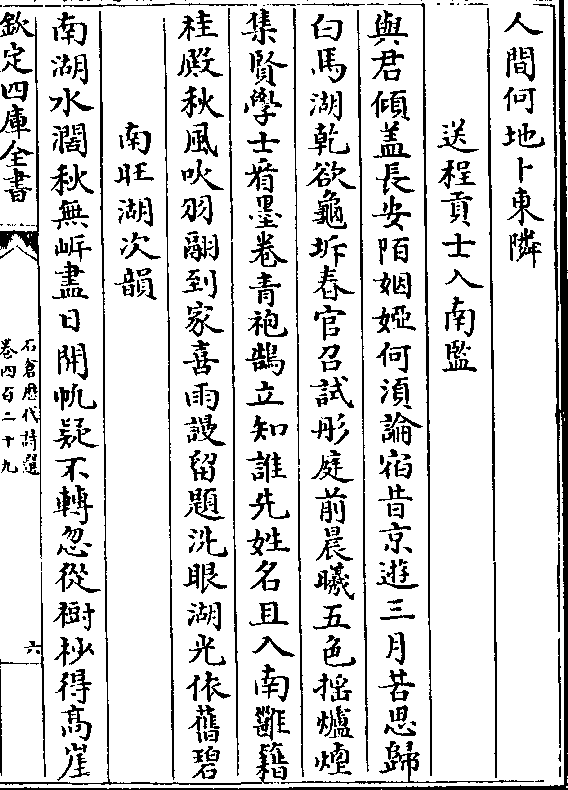 人間何地卜東隣
送程貢士入南監
與君傾盖長安陌姻婭何湏論宿昔京遊三月苦思歸
白馬湖乾欲龜坼春官召試彤庭前晨曦五色揺爐煙
集賢學士看墨卷青袍鵠立知誰先姓名且入南雝籍
桂殿秋風吹羽翮到家喜雨謾留題洗眼湖光依舊碧
南旺湖次韻
南湖水濶秋無岸盡日開帆疑不轉忽從樹杪得髙崖
欽定四庫全書
石倉歴代詩選
卷四百二十九
六